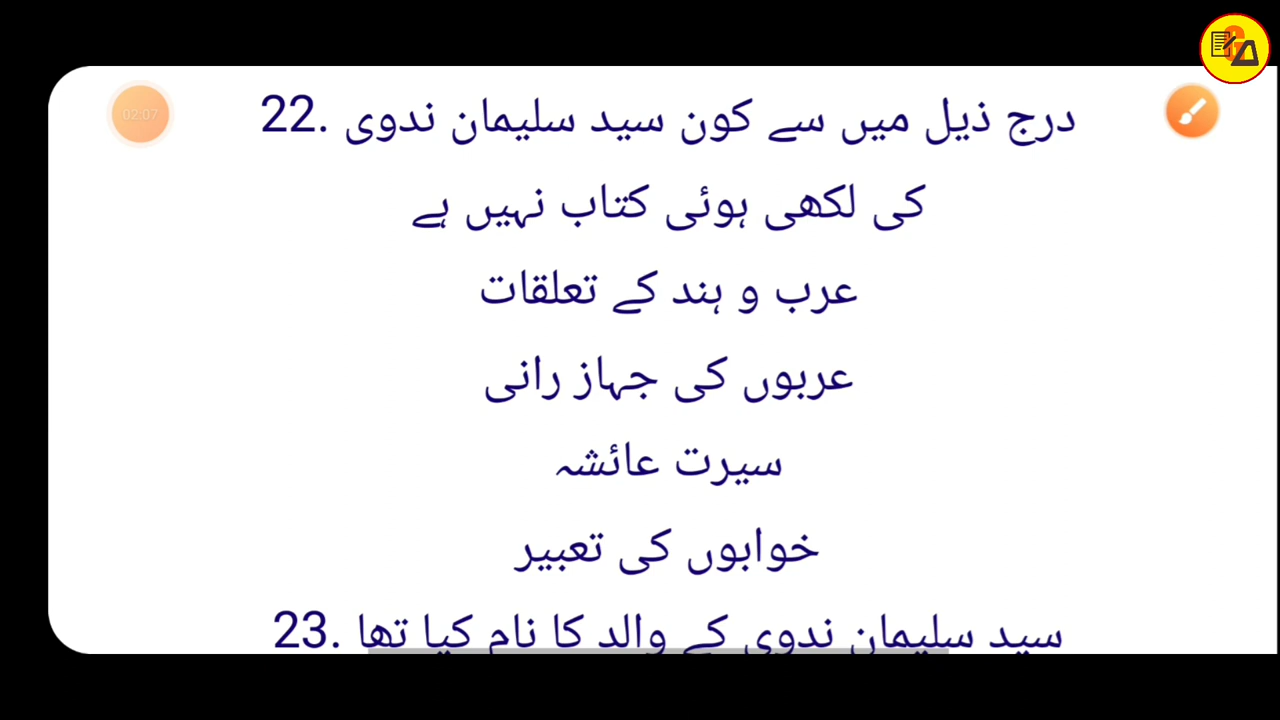 02:07
22. درج ذیل میں سے کون سید سلیمان ندوی
کی لکھی ہوئی کتاب نہیں ہے
عرب و ہند کے تعلقات
عربوں کی جہاز رانی
سیرت عائشہ
خوابوں کی تعبیر
23. سید سلیمان ندوی کے والد کا نام کیا تھا